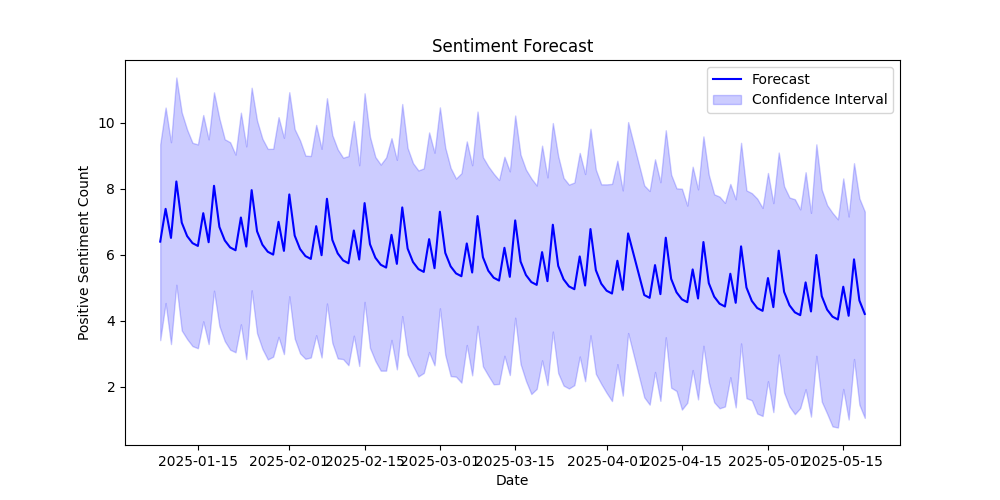 Sentiment Forecast
Forecast
Confidence Interval
Positive Sentiment Count
10
8
6
4
2
2025-01-15 2025-02-01 2025-02-15 2025-03-01 2025-03-15 2025-04-01 2025-04-15 2025-05-01 2025-05-15
Date